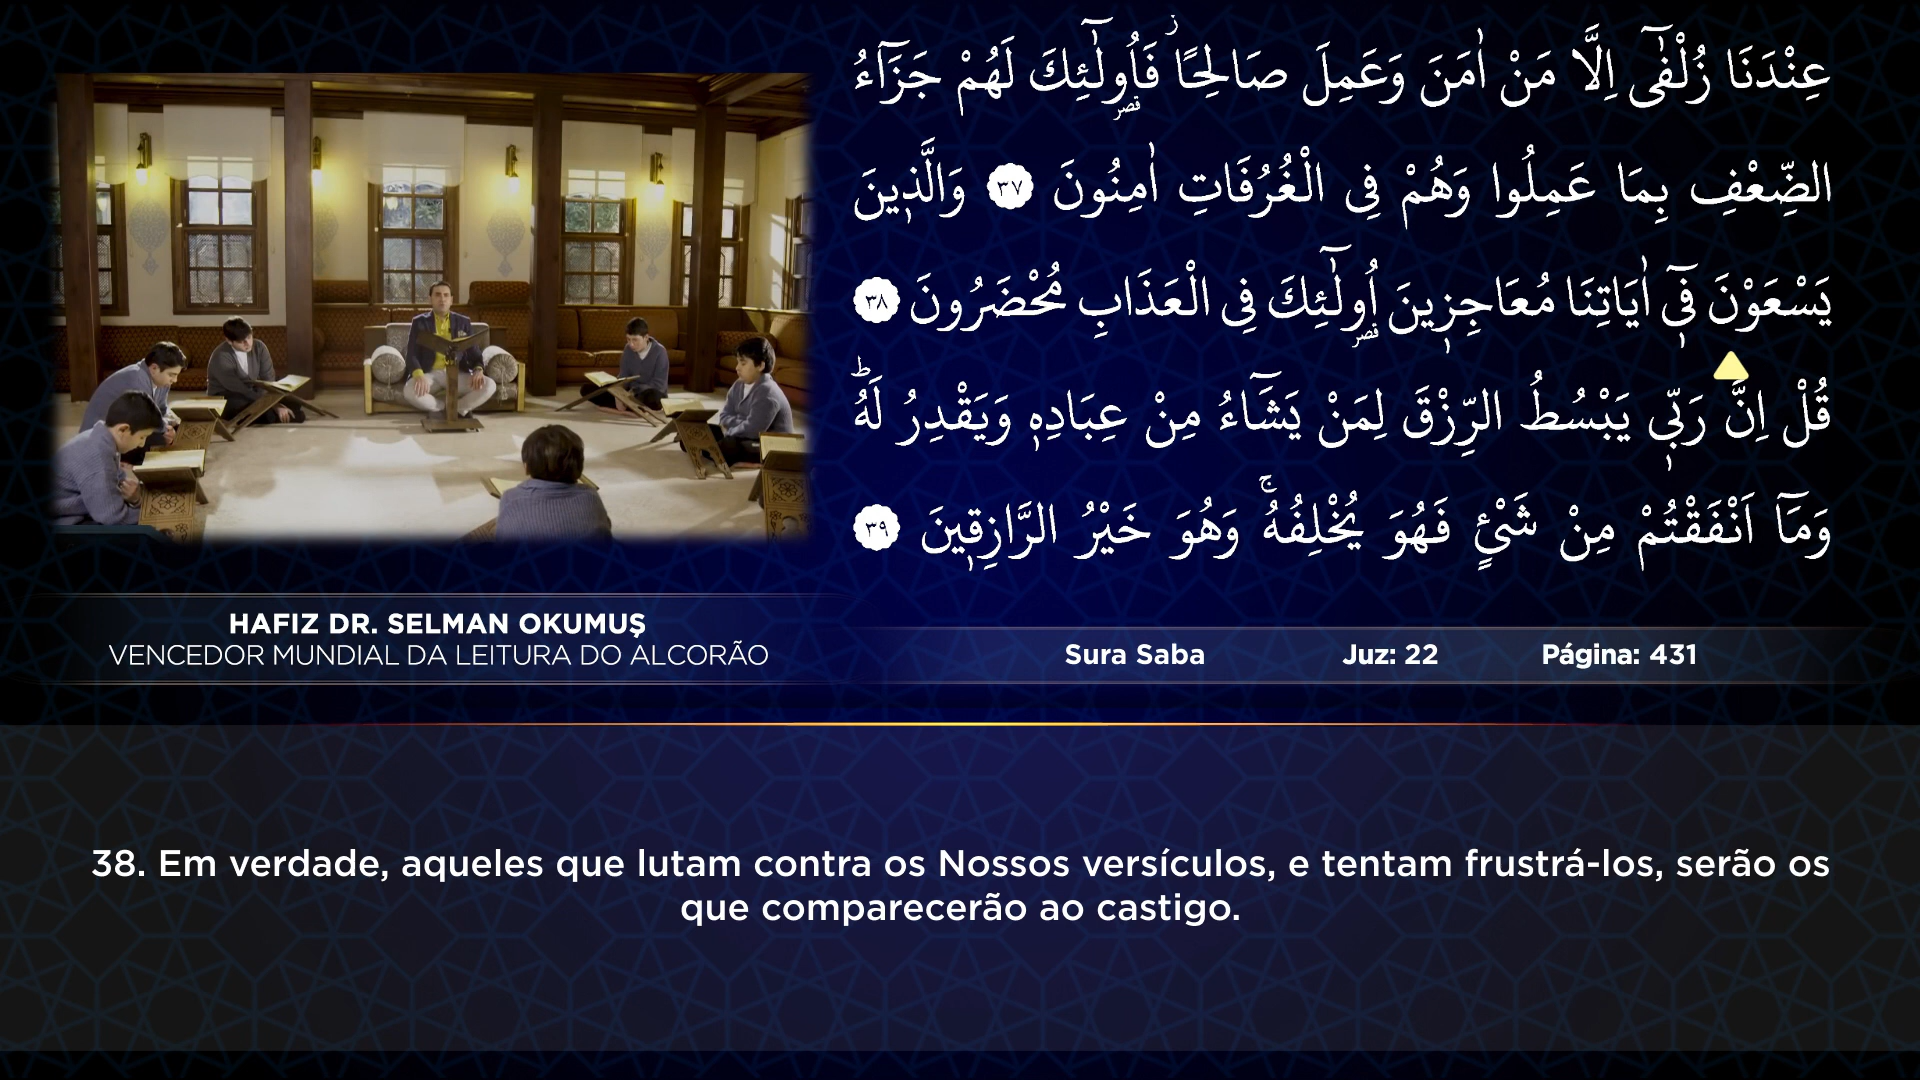 عِنْدَنَا زُلْفٰٓى اِلَّا مَنْ اٰمَنَ وَعَمِلَ صَالِحًاۘ فَاُو۬لٰٓئِكَ لَهُمْ جَزَٓاءُ
الضِّعْفِ بِمَا عَمِلُوا وَهُمْ فِى الْغُرُفَاتِ اٰمِنُونَ ٣٧ وَالَّذ۪ينَ
يَسْعَوْنَ ف۪ٓى اٰيَاتِنَا مُعَاجِز۪ينَ اُو۬لٰٓئِكَ فِى الْعَذَابِ مُحْضَرُونَ ٣٨
قُلْ اِنَّ رَبّ۪ى يَبْسُطُ الرِّزْقَ لِمَنْ يَشَٓاءُ مِنْ عِبَادِه۪ وَيَقْدِرُ لَهُۜ
وَمَٓا اَنْفَقْتُمْ مِنْ شَىْءٍ فَهُوَ يُخْلِفُهُۚ وَهُوَ خَيْرُ الرَّازِق۪ينَ ٣٩
HAFIZ DR. SELMAN OKUMUŞ
VENCEDOR MUNDIAL DA LEITURA DO ALCORÃO
Sura Saba Juz: 22 Página: 431
38. Em verdade, aqueles que lutam contra os Nossos versículos, e tentam frustrá-los, serão os
que comparecerão ao castigo.